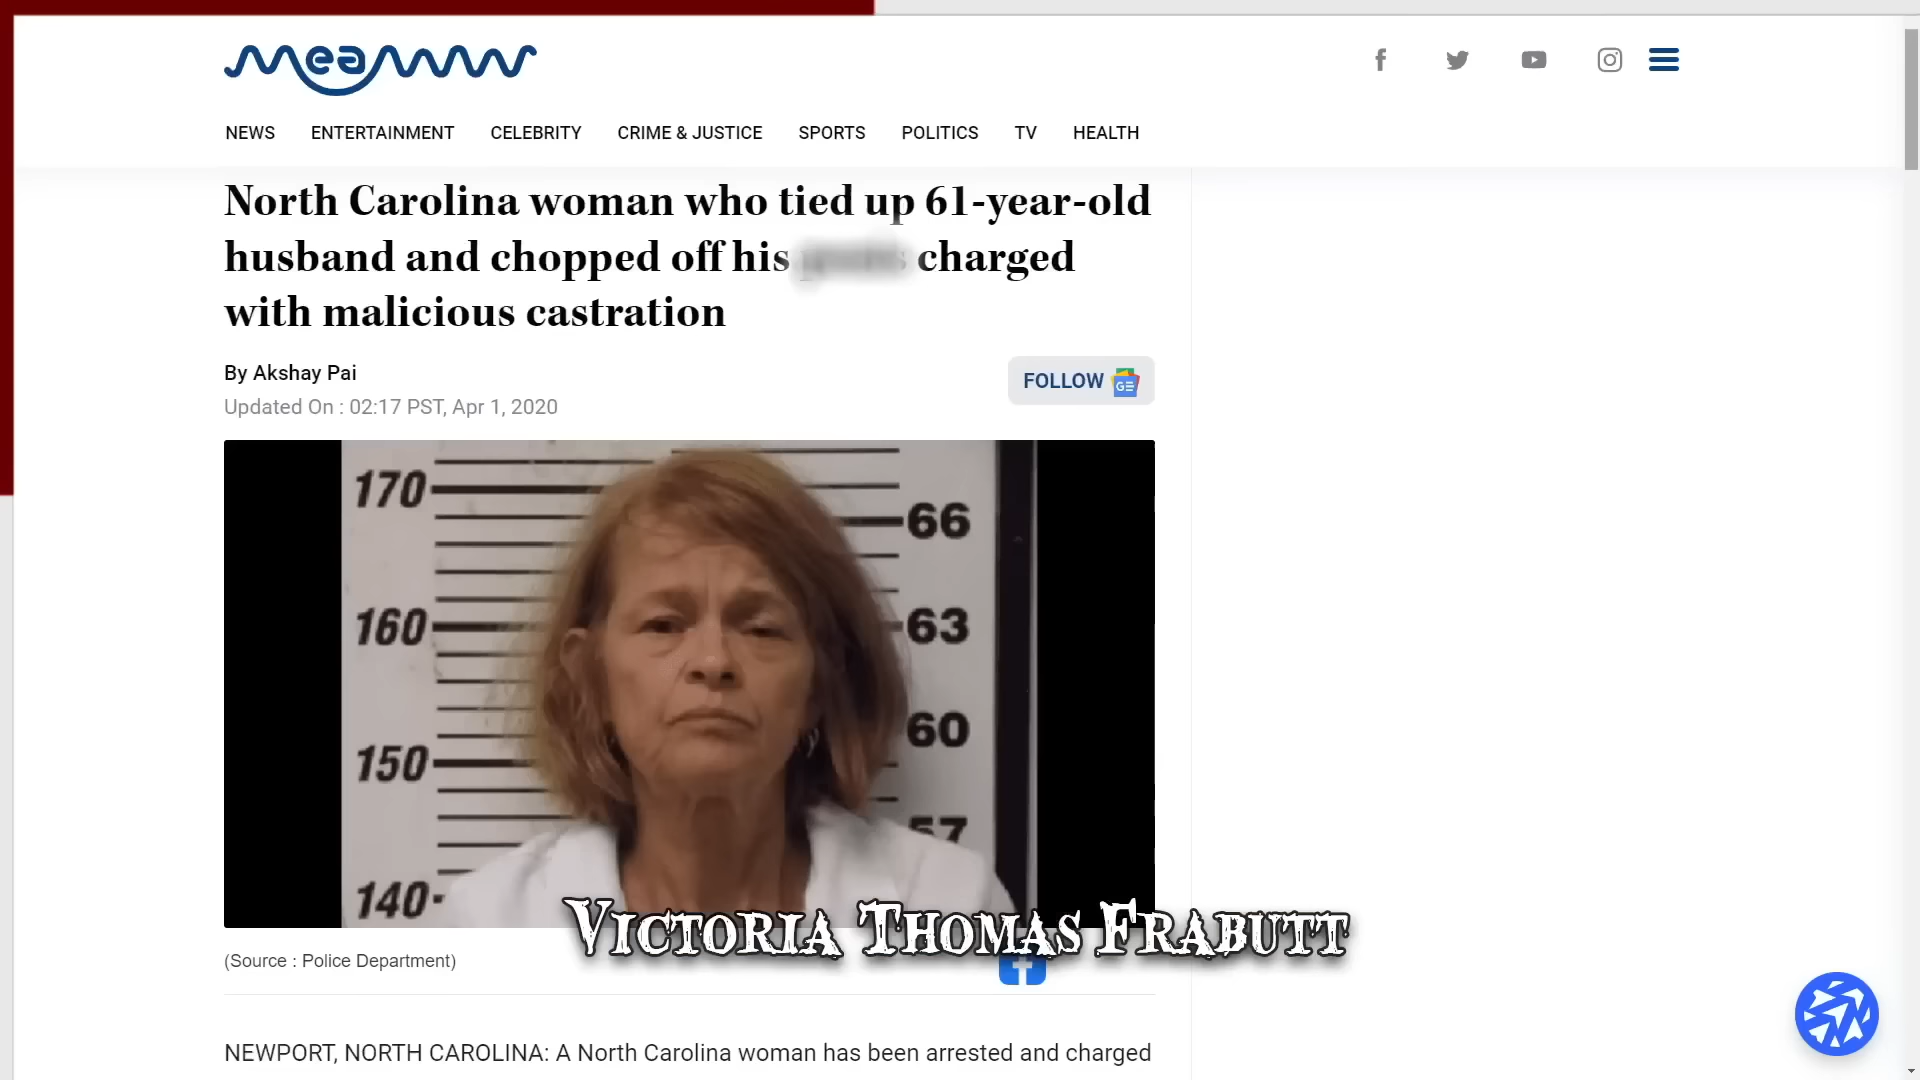 meaww
NEWS ENTERTAINMENT CELEBRITY CRIME & JUSTICE SPORTS POLITICS TV HEALTH
North Carolina woman who tied up 61-year-old
husband and chopped off his charged
with malicious castration
By Akshay Pai
FOLLOW GE
Updated On : 02:17 PST, Apr 1, 2020
170
66
160
63
150
60
57
140
VICTORIA THOMAS FRABUTT
(Source : Police Department)
NEWPORT, NORTH CAROLINA: A North Carolina woman has been arrested and charged